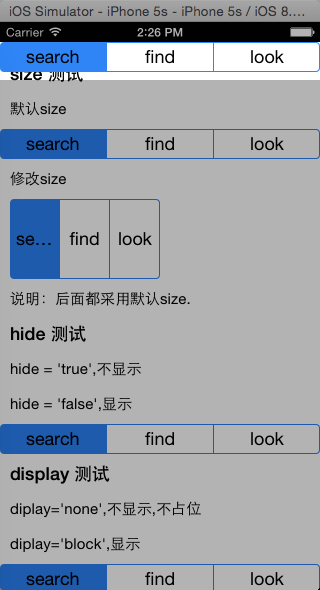 iOS Simulator - iPhone 5s - iPhone 5s / iOS 8....
Carrier 2:26 PM
search find look
size 测试
默认size
search find look
修改size
se... find look
说明：后面都采用默认size.
hide 测试
hide = 'true',不显示
hide = 'false',显示
search find look
display 测试
diplay='none',不显示,不占位
diplay='block',显示
search find look